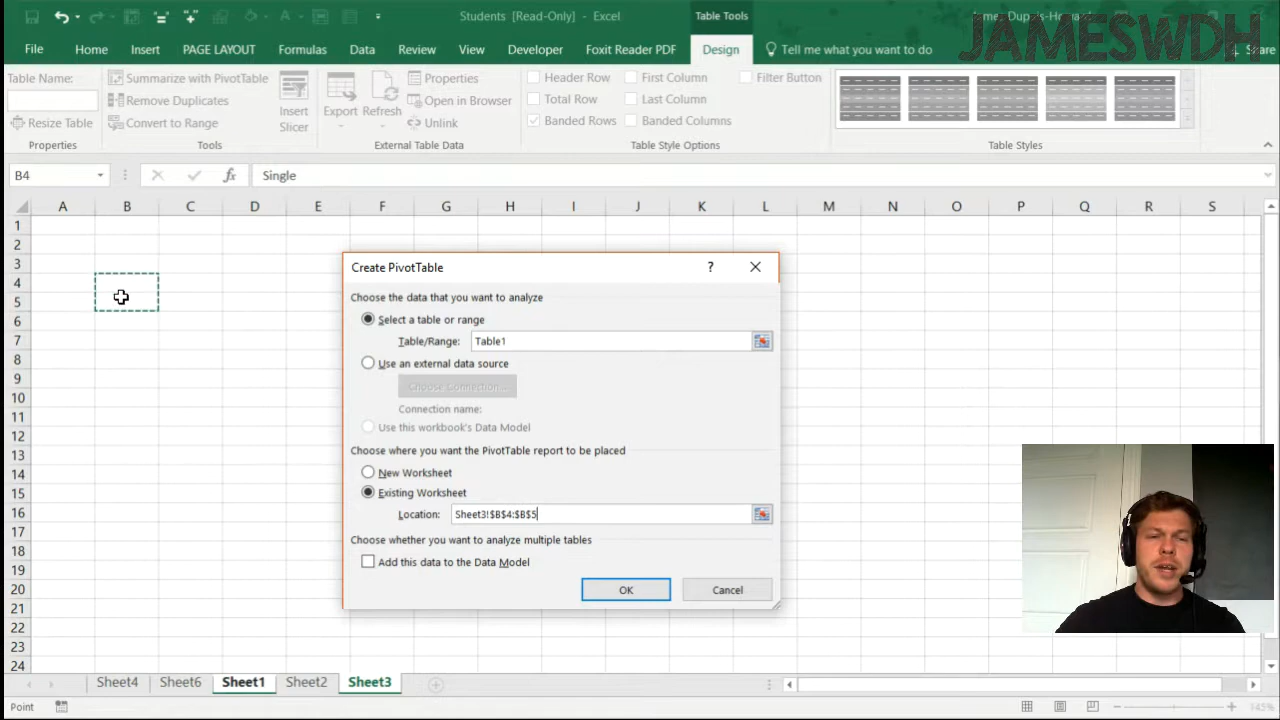 Students [Read-Only] - Excel
Table Tools
JAMESWDH
File Home Insert PAGE LAYOUT Formulas Data Review View Developer Foxit Reader PDF Design Tell me what you want to do Share
Table Name:
Resize Table
Properties
Summarize with PivotTable
Remove Duplicates
Convert to Range
Insert Slicer
Tools
Export
Refresh
Properties
Open in Browser
Unlink
External Table Data
Header Row First Column Filter Button
Total Row Last Column
Banded Rows Banded Columns
Table Style Options
Table Styles
B4 fx Single
A B C D E F G H I J K L M N O P Q R S
1
2
3
4
5
6
7
8
9
10
11
12
13
14
15
16
17
18
19
20
21
22
23
24
Create PivotTable ?
Choose the data that you want to analyze
Select a table or range
Table/Range: Table1
Use an external data source
Choose Connection...
Connection name:
Use this workbook's Data Model
Choose where you want the PivotTable report to be placed
New Worksheet
Existing Worksheet
Location: Sheet3!$B$4:$B$5
Choose whether you want to analyze multiple tables
Add this data to the Data Model
OK Cancel
Sheet4 Sheet6 Sheet1 Sheet2 Sheet3
Point 145%